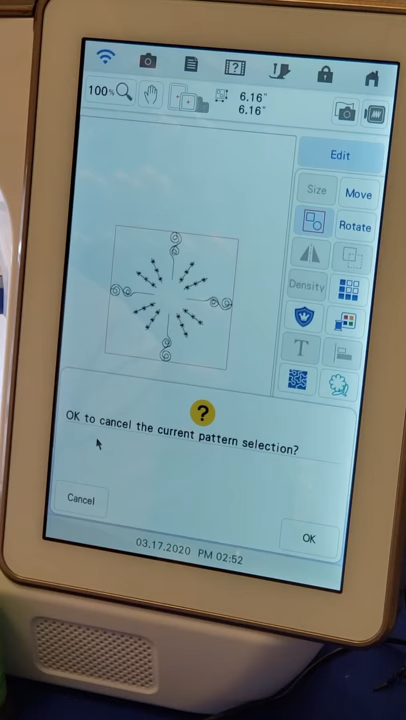 100%
6.16"
6.16"
Edit
Size
Move
Rotate
Density
T
?
OK to cancel the current pattern selection?
Cancel
OK
03.17.2020 PM 02:52